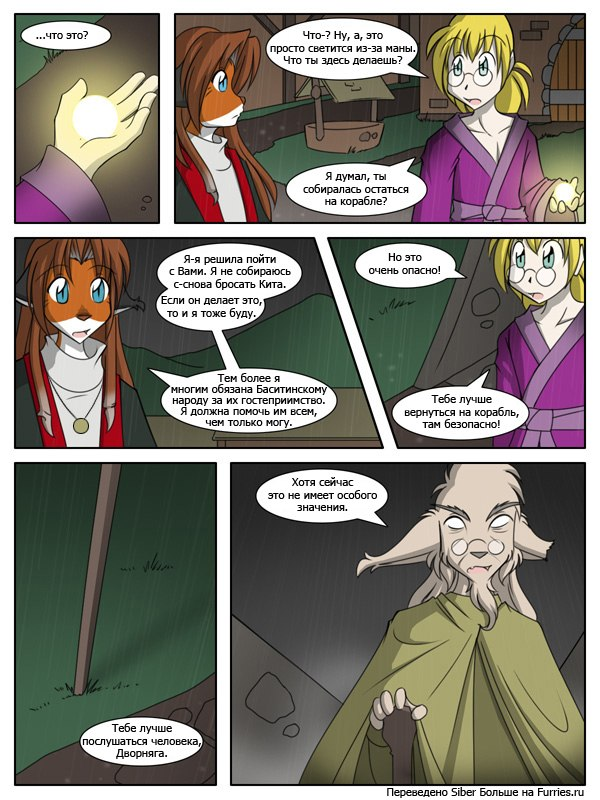 ...что это?
Что-? Ну, а, это
просто светится из-за маны.
Что ты здесь делаешь?
Я думал, ты
собиралась остаться
на корабле?
Я-я решила пойти
с Вами. Я не собираюсь
с-снова бросать Кита.
Если он делает это,
то и я тоже буду.
Тем более я
многим обязана Баситинскому
народу за их гостеприимство.
Я должна помочь им всем,
чем только могу.
Но это
очень опасно!
Тебе лучше
вернуться на корабль,
там безопасно!
Тебе лучше
послушаться человека,
Дворняга.
Хотя сейчас
это не имеет особого
значения.
Переведено Siber Больше на Furries.ru